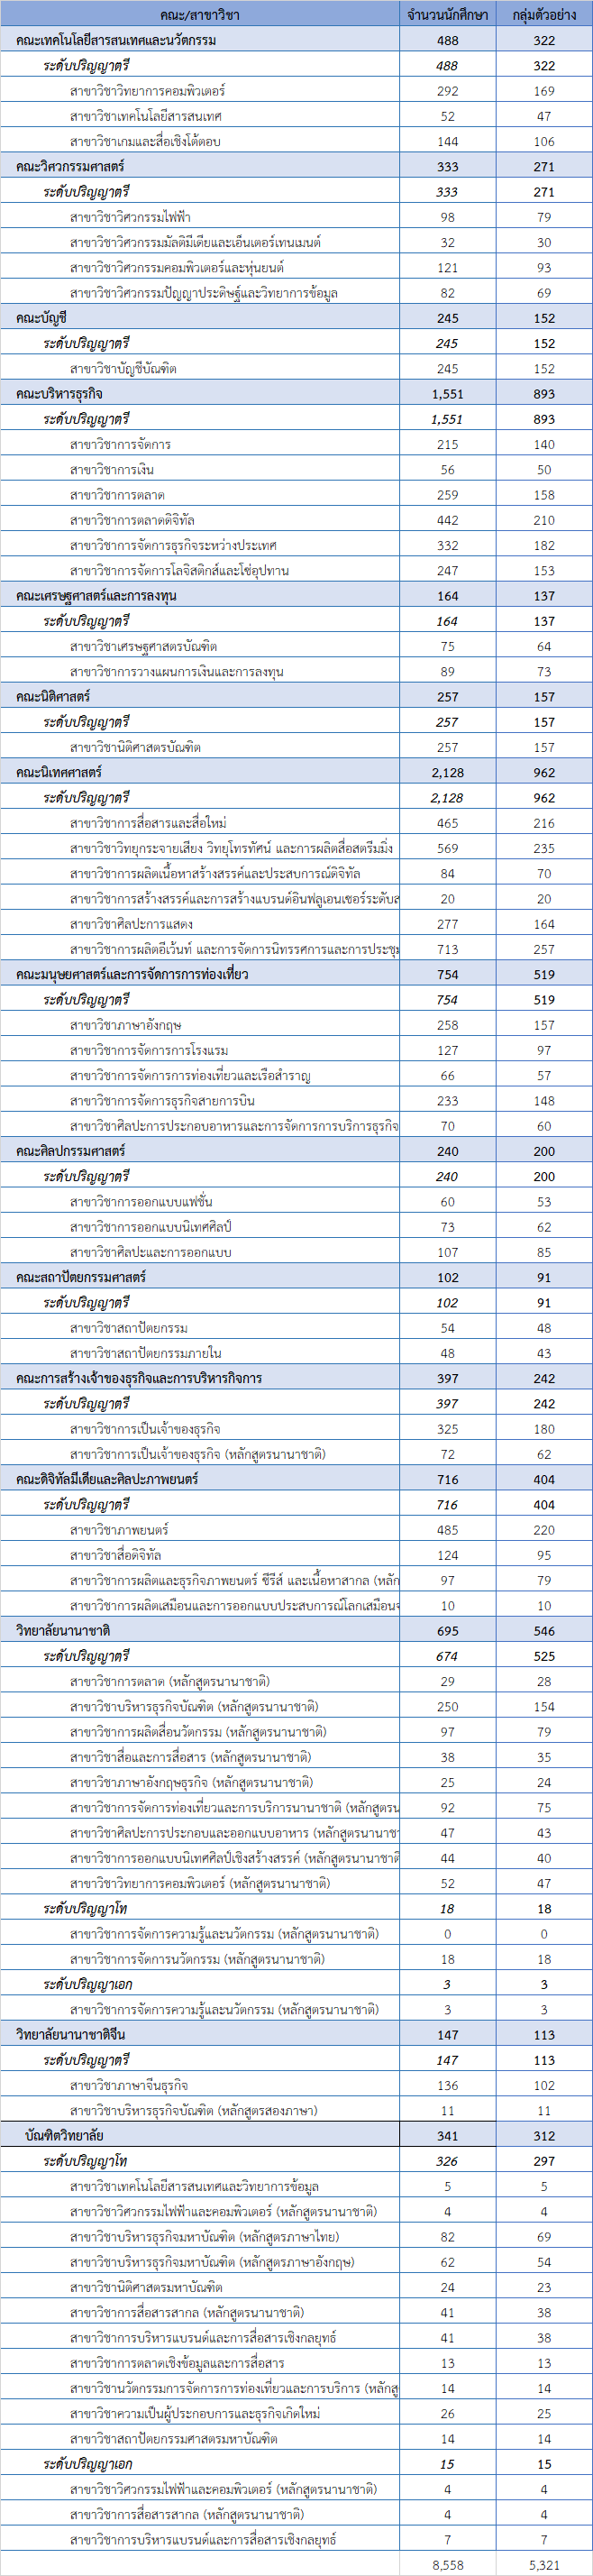 คณะ/สาขาวิชา จำนวนนักศึกษา กลุ่มตัวอย่าง
คณะเทคโนโลยีสารสนเทศและนวัตกรรม 488 322
ระดับปริญญาตรี 488 322
สาขาวิชาวิทยาการคอมพิวเตอร์ 292 169
สาขาวิชาเทคโนโลยีสารสนเทศ 52 47
สาขาวิชาเกมและสื่อเชิงโต้ตอบ 144 106
คณะวิศวกรรมศาสตร์ 333 271
ระดับปริญญาตรี 333 271
สาขาวิชาวิศวกรรมไฟฟ้า 98 79
สาขาวิชาวิศวกรรมมัลติมีเดียและเอ็นเตอร์เทนเมนต์ 32 30
สาขาวิชาวิศวกรรมคอมพิวเตอร์และหุ่นยนต์ 121 93
สาขาวิชาวิศวกรรมปัญญาประดิษฐ์และวิทยาการข้อมูล 82 69
คณะบัญชี 245 152
ระดับปริญญาตรี 245 152
สาขาวิชาบัญชีบัณฑิต 245 152
คณะบริหารธุรกิจ 1,551 893
ระดับปริญญาตรี 1,551 893
สาขาวิชาการจัดการ 215 140
สาขาวิชาการเงิน 56 50
สาขาวิชาการตลาด 259 158
สาขาวิชาการตลาดดิจิทัล 442 210
สาขาวิชาการจัดการธุรกิจระหว่างประเทศ 332 182
สาขาวิชาการจัดการโลจิสติกส์และโซ่อุปทาน 247 153
คณะเศรษฐศาสตร์และการลงทุน 164 137
ระดับปริญญาตรี 164 137
สาขาวิชาเศรษฐศาสตรบัณฑิต 75 64
สาขาวิชาการวางแผนการเงินและการลงทุน 89 73
คณะนิติศาสตร์ 257 157
ระดับปริญญาตรี 257 157
สาขาวิชานิติศาสตรบัณฑิต 257 157
คณะนิเทศศาสตร์ 2,128 962
ระดับปริญญาตรี 2,128 962
สาขาวิชาการสื่อสารและสื่อใหม่ 465 216
สาขาวิชาวิทยุกระจายเสียง วิทยุโทรทัศน์ และการผลิตสื่อสตรีมมิ่ง 569 235
สาขาวิชาการผลิตเนื้อหาสร้างสรรค์และประสบการณ์ดิจิทัล 84 70
สาขาวิชาการสร้างสรรค์และการสร้างแบรนด์อินฟลูเอนเซอร์ระดับส 20 20
สาขาวิชาศิลปะการแสดง 277 164
สาขาวิชาการผลิตอีเว้นท์ และการจัดการนิทรรศการและการประชุม 713 257
คณะมนุษยศาสตร์และการจัดการการท่องเที่ยว 754 519
ระดับปริญญาตรี 754 519
สาขาวิชาภาษาอังกฤษ 258 157
สาขาวิชาการจัดการการโรงแรม 127 97
สาขาวิชาการจัดการการท่องเที่ยวและเรือสำราญ 66 57
สาขาวิชาการจัดการธุรกิจสายการบิน 233 148
สาขาวิชาศิลปะการประกอบอาหารและการจัดการการบริการธุรกิจ 70 60
คณะศิลปกรรมศาสตร์ 240 200
ระดับปริญญาตรี 240 200
สาขาวิชาการออกแบบแฟชั่น 60 53
สาขาวิชาการออกแบบนิเทศศิลป์ 73 62
สาขาวิชาศิลปะและการออกแบบ 107 85
คณะสถาปัตยกรรมศาสตร์ 102 91
ระดับปริญญาตรี 102 91
สาขาวิชาสถาปัตยกรรม 54 48
สาขาวิชาสถาปัตยกรรมภายใน 48 43
คณะการสร้างเจ้าของธุรกิจและการบริหารกิจการ 397 242
ระดับปริญญาตรี 397 242
สาขาวิชาการเป็นเจ้าของธุรกิจ 325 180
สาขาวิชาการเป็นเจ้าของธุรกิจ (หลักสูตรนานาชาติ) 72 62
คณะดิจิทัลมีเดียและศิลปะภาพยนตร์ 716 404
ระดับปริญญาตรี 716 404
สาขาวิชาภาพยนตร์ 485 220
สาขาวิชาสื่อดิจิทัล 124 95
สาขาวิชาการผลิตและธุรกิจภาพยนตร์ ซีรีส์ และเนื้อหาสากล (หลัก 97 79
สาขาวิชาการผลิตเสมือนและการออกแบบประสบการณ์โลกเสมือนจ 10 10
วิทยาลัยนานาชาติ 695 546
ระดับปริญญาตรี 674 525
สาขาวิชาการตลาด (หลักสูตรนานาชาติ) 29 28
สาขาวิชาบริหารธุรกิจบัณฑิต (หลักสูตรนานาชาติ) 250 154
สาขาวิชาการผลิตสื่อนวัตกรรม (หลักสูตรนานาชาติ) 97 79
สาขาวิชาสื่อและการสื่อสาร (หลักสูตรนานาชาติ) 38 35
สาขาวิชาภาษาอังกฤษธุรกิจ (หลักสูตรนานาชาติ) 25 24
สาขาวิชาการจัดการท่องเที่ยวและการบริการนานาชาติ (หลักสูตรน 92 75
สาขาวิชาศิลปะการประกอบและออกแบบอาหาร (หลักสูตรนานาชา 47 43
สาขาวิชาการออกแบบนิเทศศิลป์เชิงสร้างสรรค์ (หลักสูตรนานาชาติ 44 40
สาขาวิชาวิทยาการคอมพิวเตอร์ (หลักสูตรนานาชาติ) 52 47
ระดับปริญญาโท 18 18
สาขาวิชาการจัดการความรู้และนวัตกรรม (หลักสูตรนานาชาติ) 0 0
สาขาวิชาการจัดการนวัตกรรม (หลักสูตรนานาชาติ) 18 18
ระดับปริญญาเอก 3 3
สาขาวิชาการจัดการความรู้และนวัตกรรม (หลักสูตรนานาชาติ) 3 3
วิทยาลัยนานาชาติจีน 147 113
ระดับปริญญาตรี 147 113
สาขาวิชาภาษาจีนธุรกิจ 136 102
สาขาวิชาบริหารธุรกิจบัณฑิต (หลักสูตรสองภาษา) 11 11
บัณฑิตวิทยาลัย 341 312
ระดับปริญญาโท 326 297
สาขาวิชาเทคโนโลยีสารสนเทศและวิทยาการข้อมูล 5 5
สาขาวิชาวิศวกรรมไฟฟ้าและคอมพิวเตอร์ (หลักสูตรนานาชาติ) 4 4
สาขาวิชาบริหารธุรกิจมหาบัณฑิต (หลักสูตรภาษาไทย) 82 69
สาขาวิชาบริหารธุรกิจมหาบัณฑิต (หลักสูตรภาษาอังกฤษ) 62 54
สาขาวิชานิติศาสตรมหาบัณฑิต 24 23
สาขาวิชาการสื่อสารสากล (หลักสูตรนานาชาติ) 41 38
สาขาวิชาการบริหารแบรนด์และการสื่อสารเชิงกลยุทธ์ 41 38
สาขาวิชาการตลาดเชิงข้อมูลและการสื่อสาร 13 13
สาขาวิชานวัตกรรมการจัดการการท่องเที่ยวและการบริการ (หลักสู 14 14
สาขาวิชาความเป็นผู้ประกอบการและธุรกิจเกิดใหม่ 26 25
สาขาวิชาสถาปัตยกรรมศาสตรมหาบัณฑิต 14 14
ระดับปริญญาเอก 15 15
สาขาวิชาวิศวกรรมไฟฟ้าและคอมพิวเตอร์ (หลักสูตรนานาชาติ) 4 4
สาขาวิชาการสื่อสารสากล (หลักสูตรนานาชาติ) 4 4
สาขาวิชาการบริหารแบรนด์และการสื่อสารเชิงกลยุทธ์ 7 7
8,558 5,321